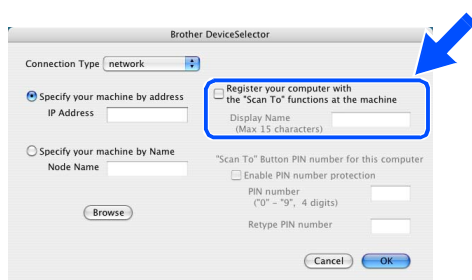 Brother DeviceSelector
Connection Type network
Specify your machine by address
IP Address
Specify your machine by Name
Node Name
Browse
Register your computer with
the "Scan To" functions at the machine
Display Name
(Max 15 characters)
"Scan To" Button PIN number for this computer
Enable PIN number protection
PIN number
("0" – "9", 4 digits)
Retype PIN number
Cancel OK